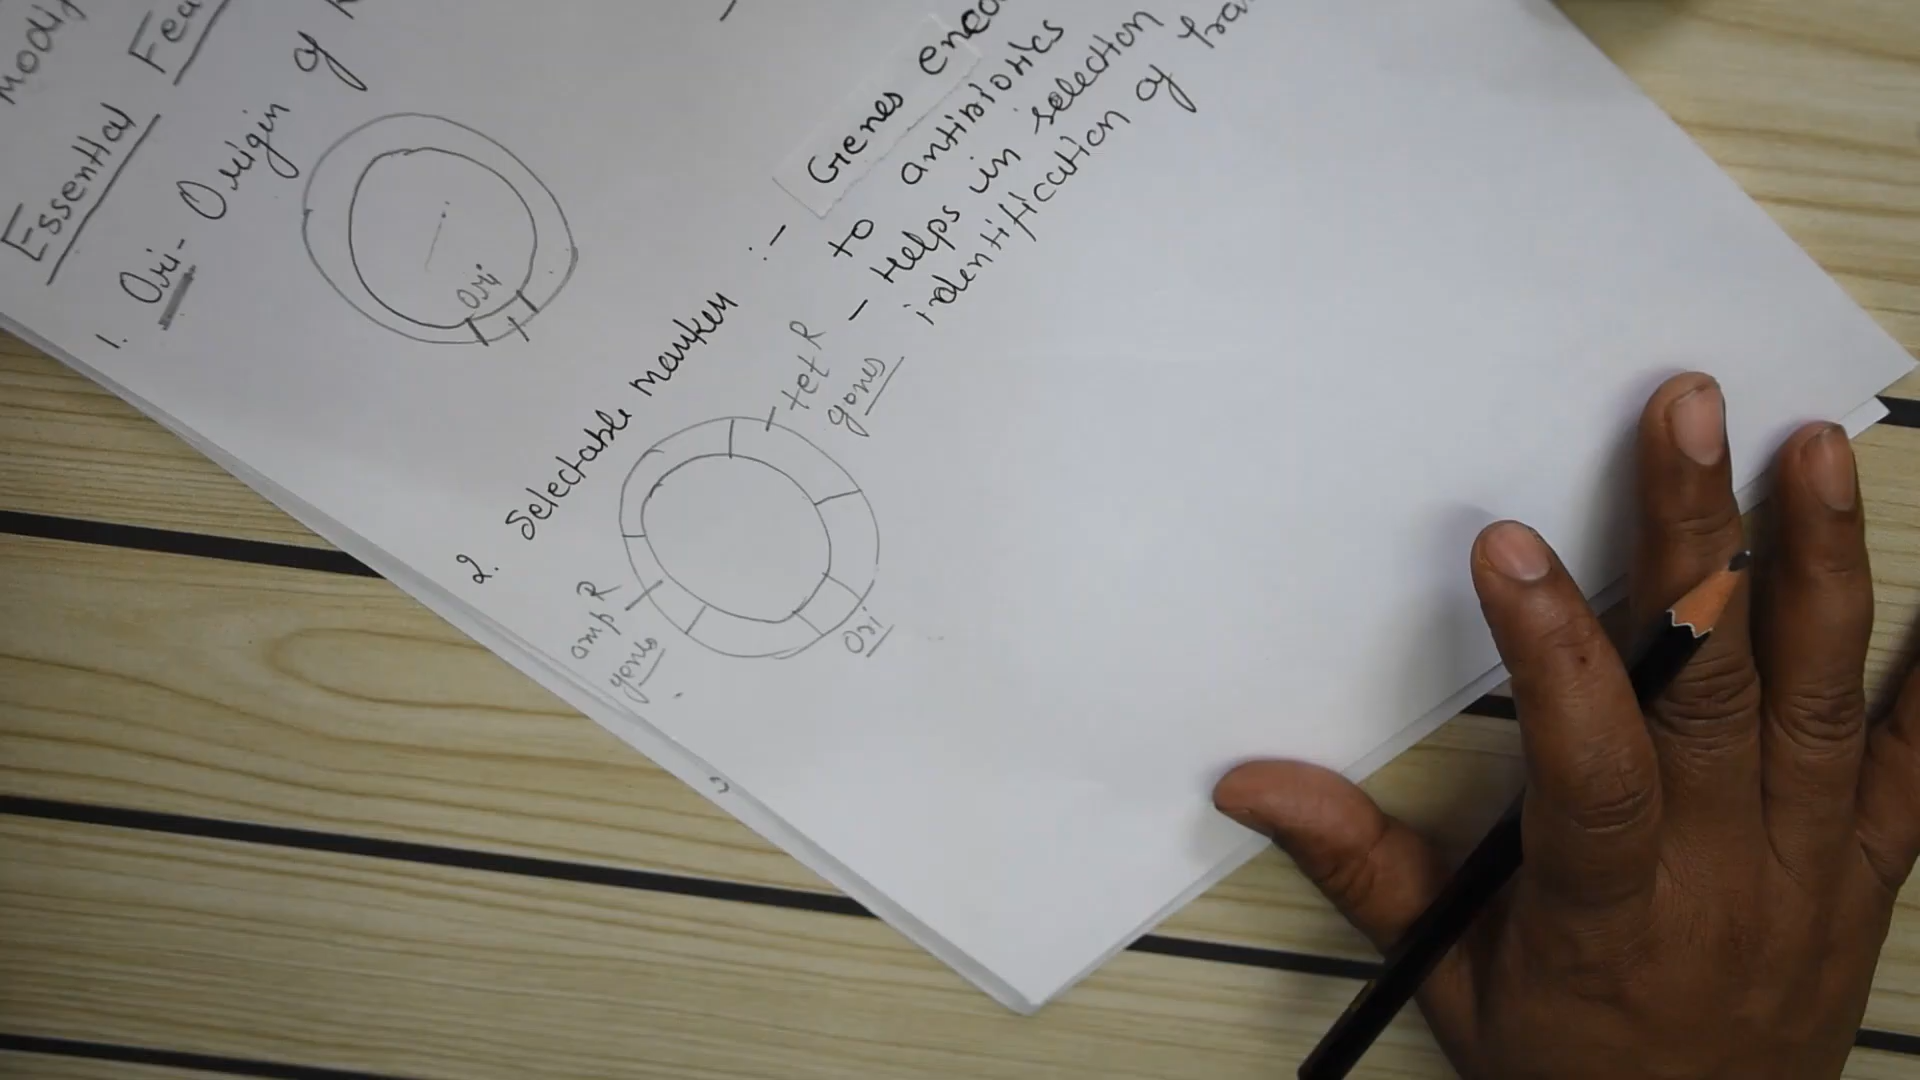 Essential Fea
1. Ori - Origin of R
Ori
2. Selectable marker :- Genes enco
to antibiotics
- Helps in selection
identification of tra
tet R
genes
amp R
genes
Ori